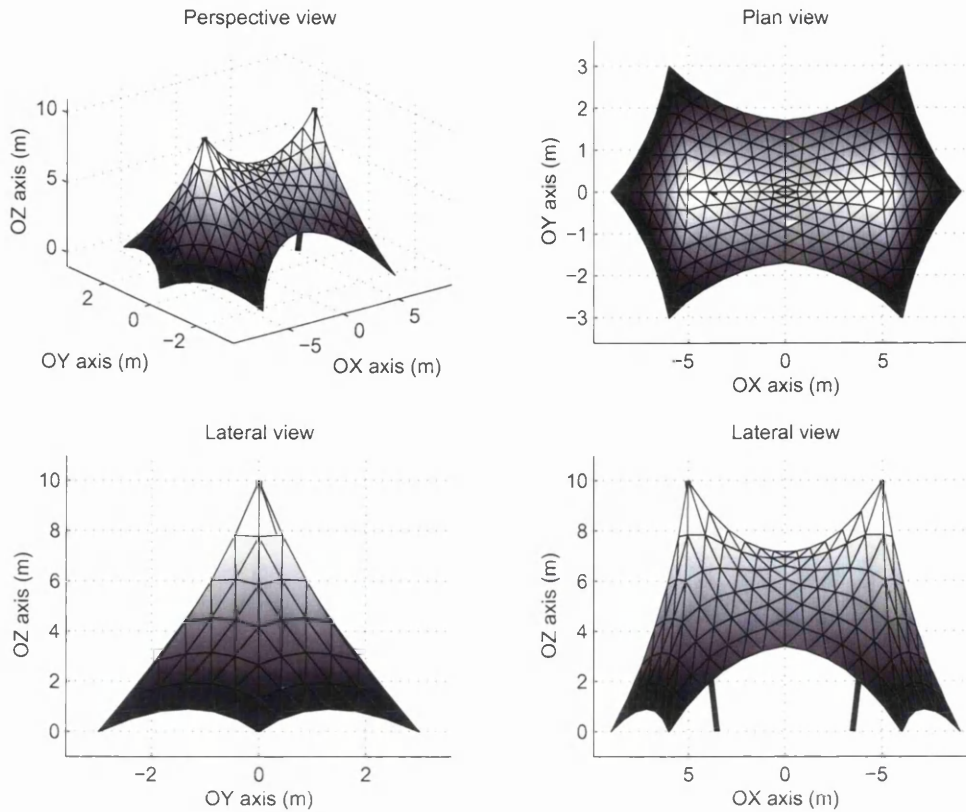 Perspective view
10
5
0
OZ axis (m)
2
0
−2
OY axis (m)
−5
0
5
OX axis (m)
Plan view
3
2
1
0
−1
−2
−3
OY axis (m)
−5
0
5
OX axis (m)
Lateral view
10
8
6
4
2
0
OZ axis (m)
−2
0
2
OY axis (m)
Lateral view
10
8
6
4
2
0
OZ axis (m)
5
0
−5
OX axis (m)